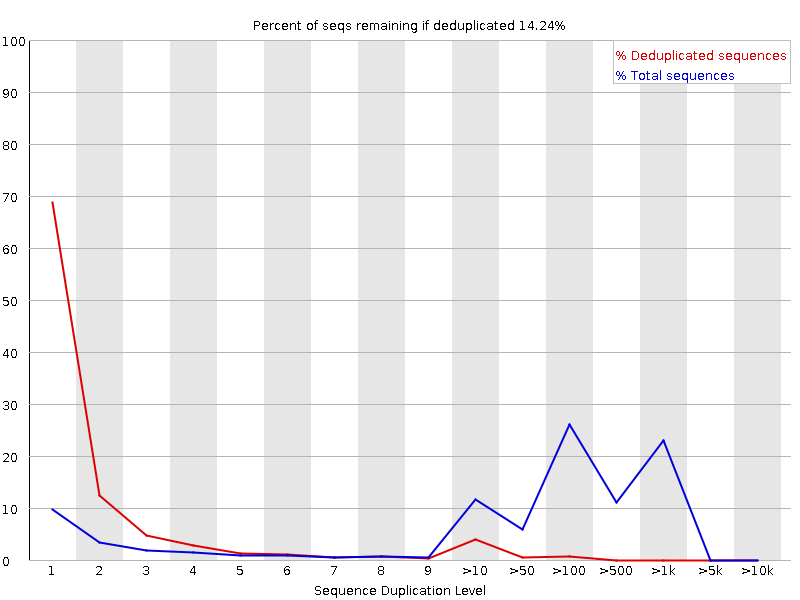 Percent of seqs remaining if deduplicated 14.24%
% Deduplicated sequences
% Total sequences
100
90
80
70
60
50
40
30
20
10
0
1 2 3 4 5 6 7 8 9 >10 >50 >100 >500 >1k >5k >10k
Sequence Duplication Level